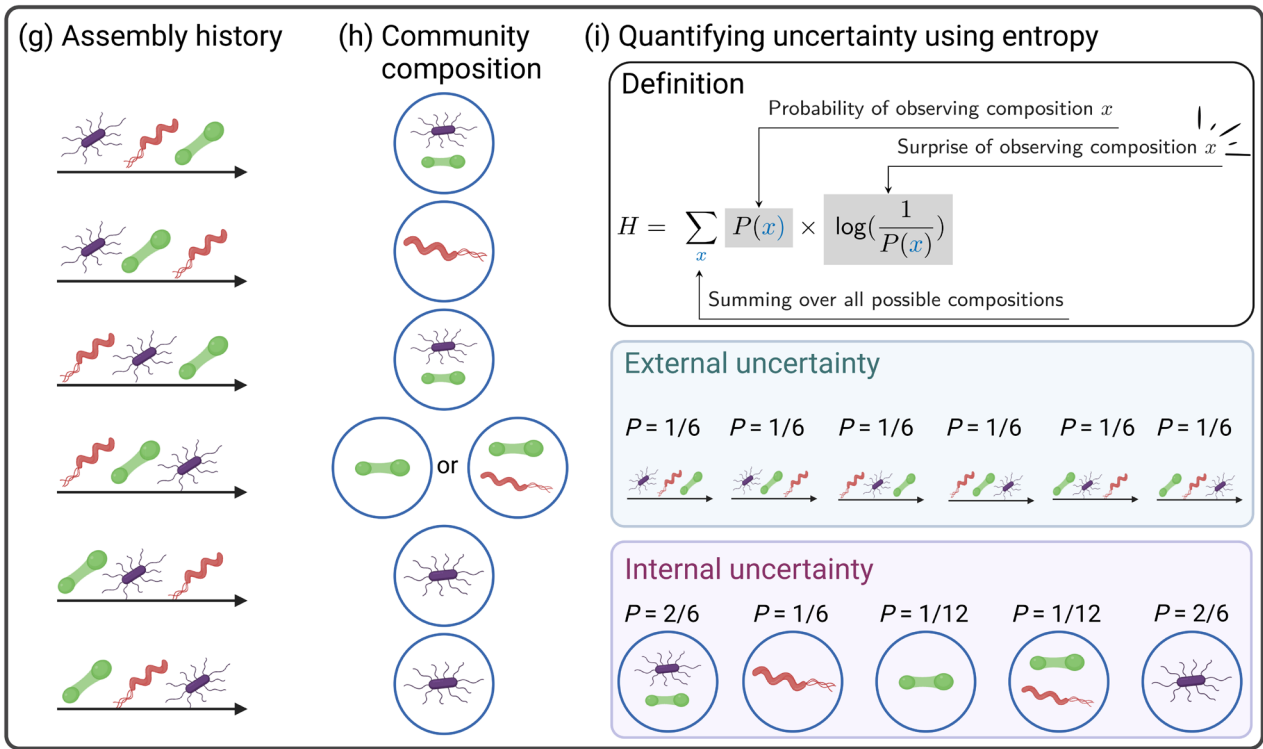 (g) Assembly history
(h) Community
composition
(i) Quantifying uncertainty using entropy
or
Definition
Probability of observing composition x
Surprise of observing composition x
H = ∑ₓ P(x) × log(1/P(x))
Summing over all possible compositions
External uncertainty
P = 1/6 P = 1/6 P = 1/6 P = 1/6 P = 1/6 P = 1/6
Internal uncertainty
P = 2/6 P = 1/6 P = 1/12 P = 1/12 P = 2/6